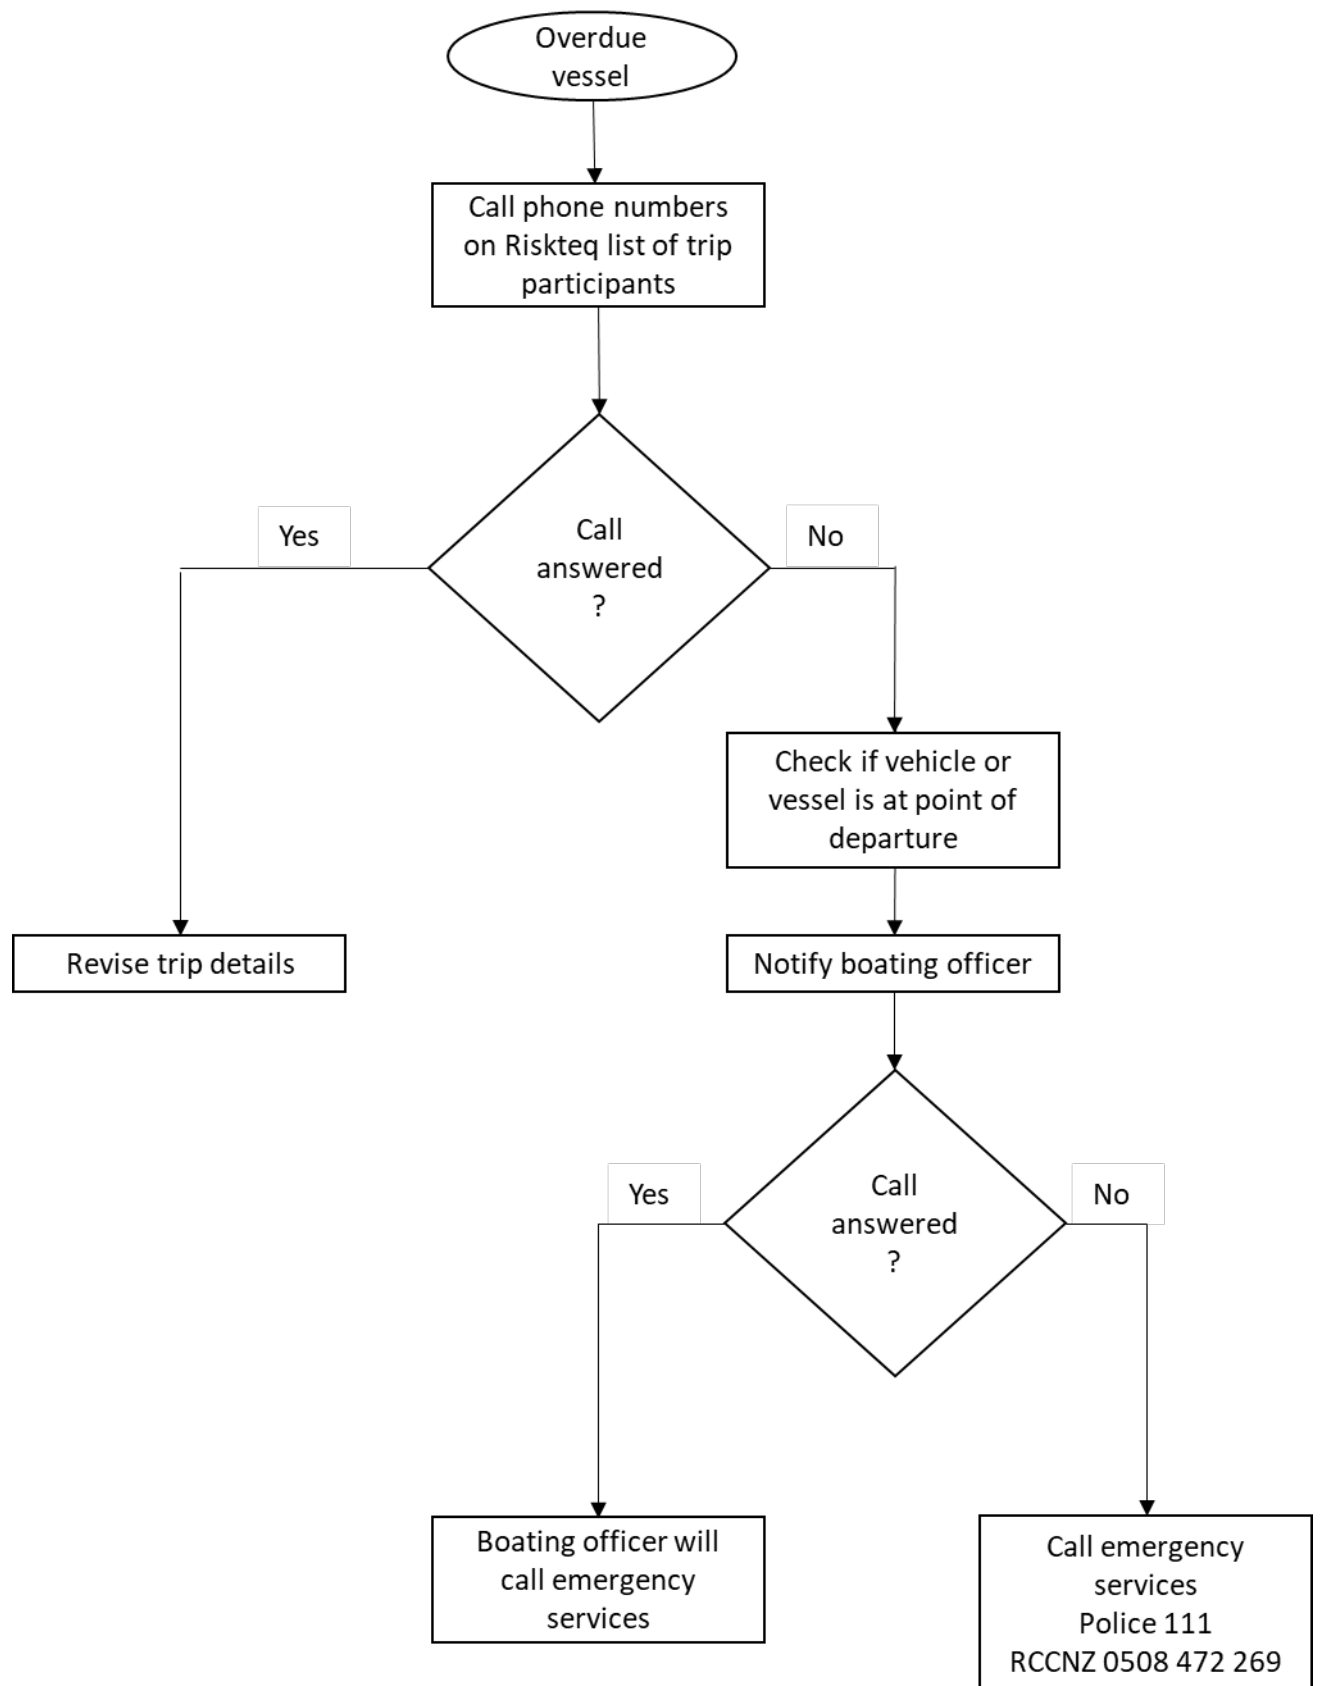 Overdue
vessel
Call phone numbers
on Riskteq list of trip
participants
Call
answered
?
Yes
No
Check if vehicle or
vessel is at point of
departure
Revise trip details
Notify boating officer
Call
answered
?
Yes
No
Boating officer will
call emergency
services
Call emergency
services
Police 111
RCCNZ 0508 472 269